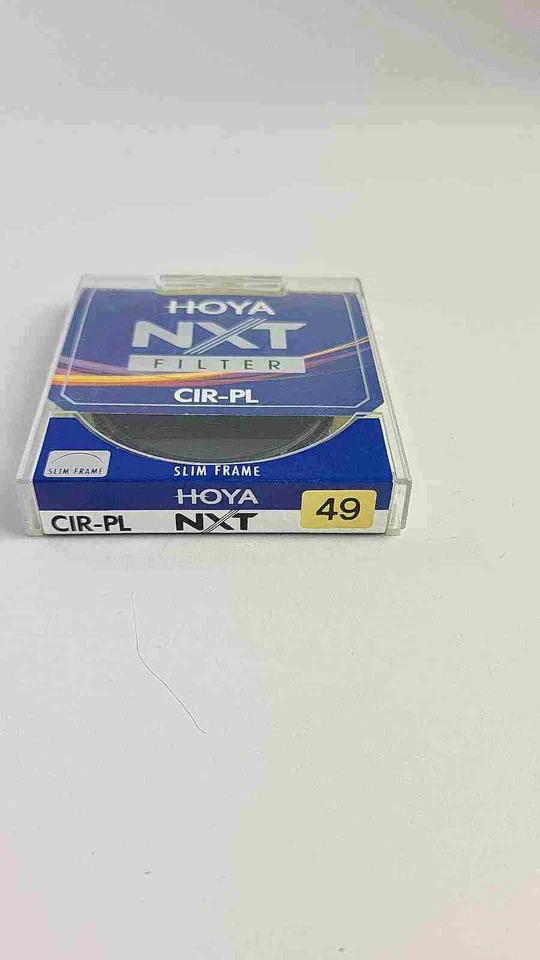 HOYA
NXT
FILTER
CIR-PL
SLIM FRAME
SLIM FRAME
HOYA
CIR-PL NXT 49